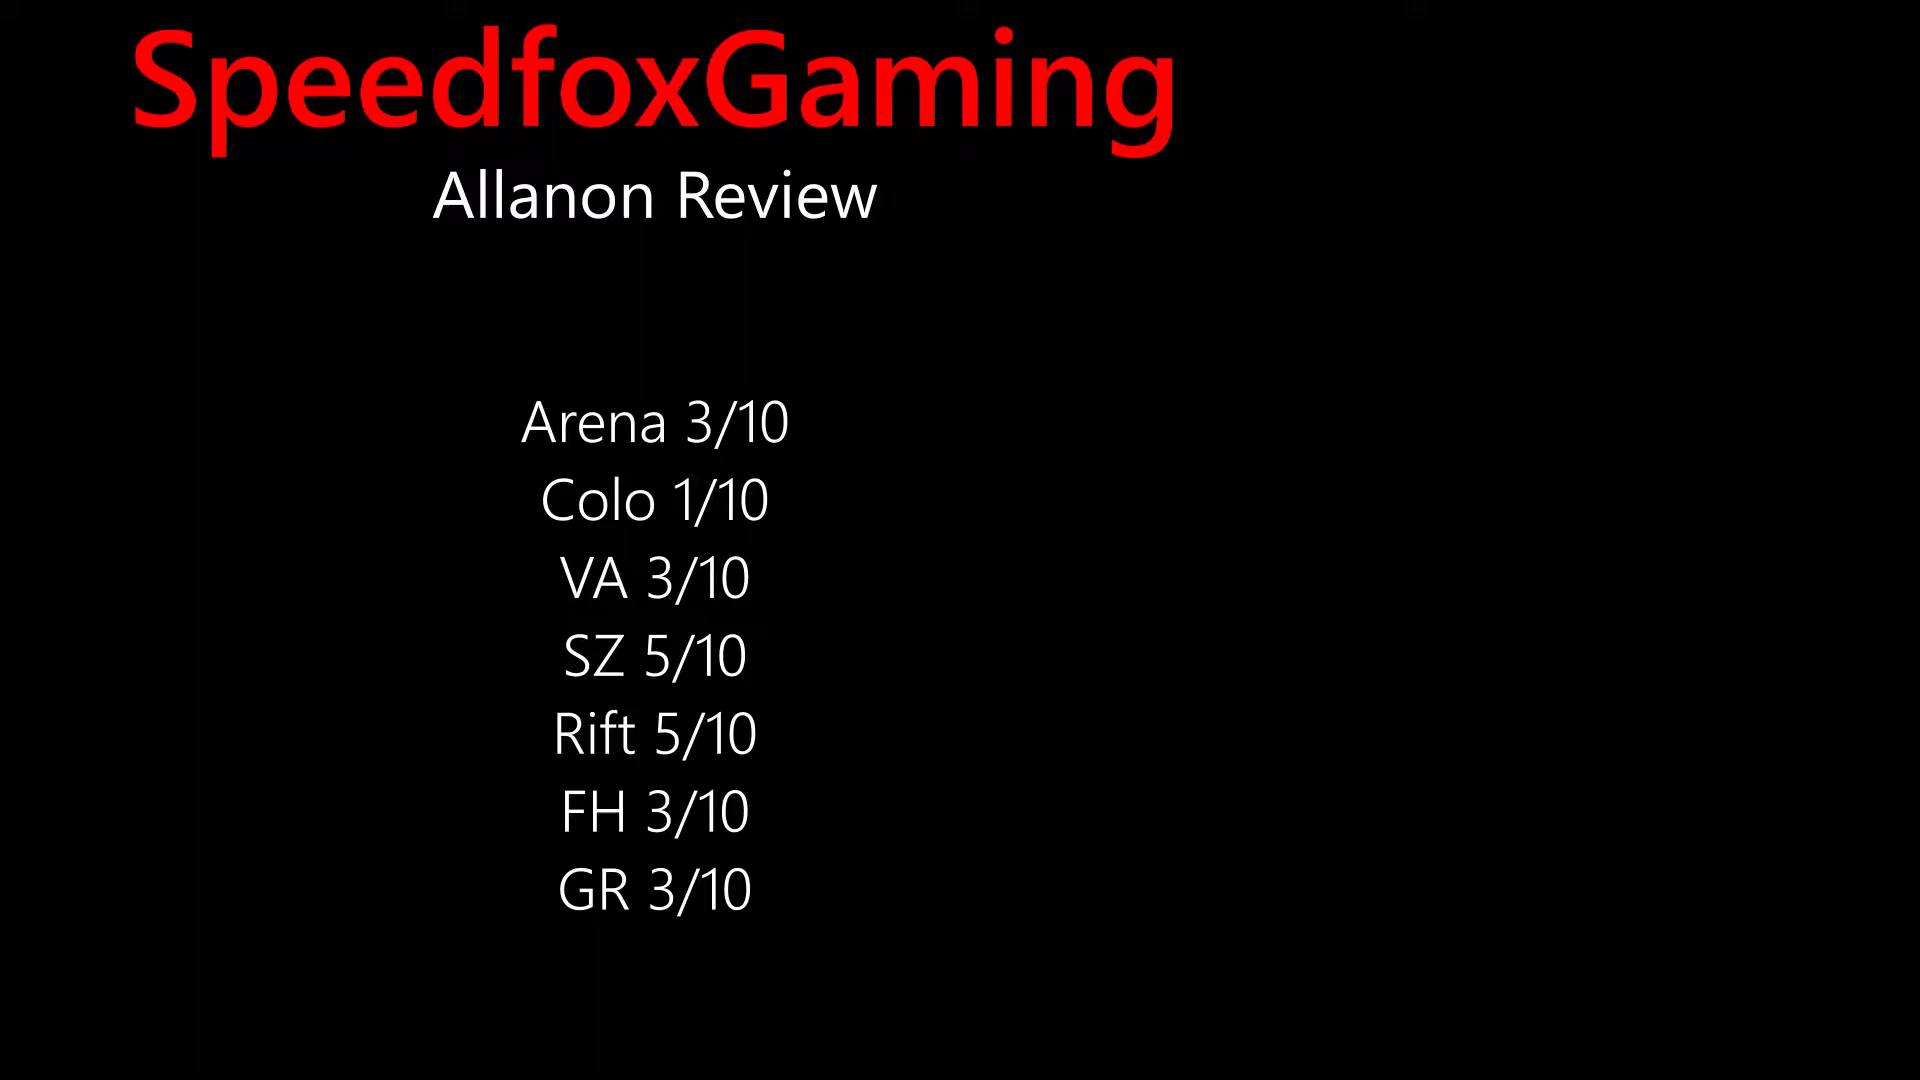 SpeedfoxGaming
Allanon Review
Arena 3/10
Colo 1/10
VA 3/10
SZ 5/10
Rift 5/10
FH 3/10
GR 3/10